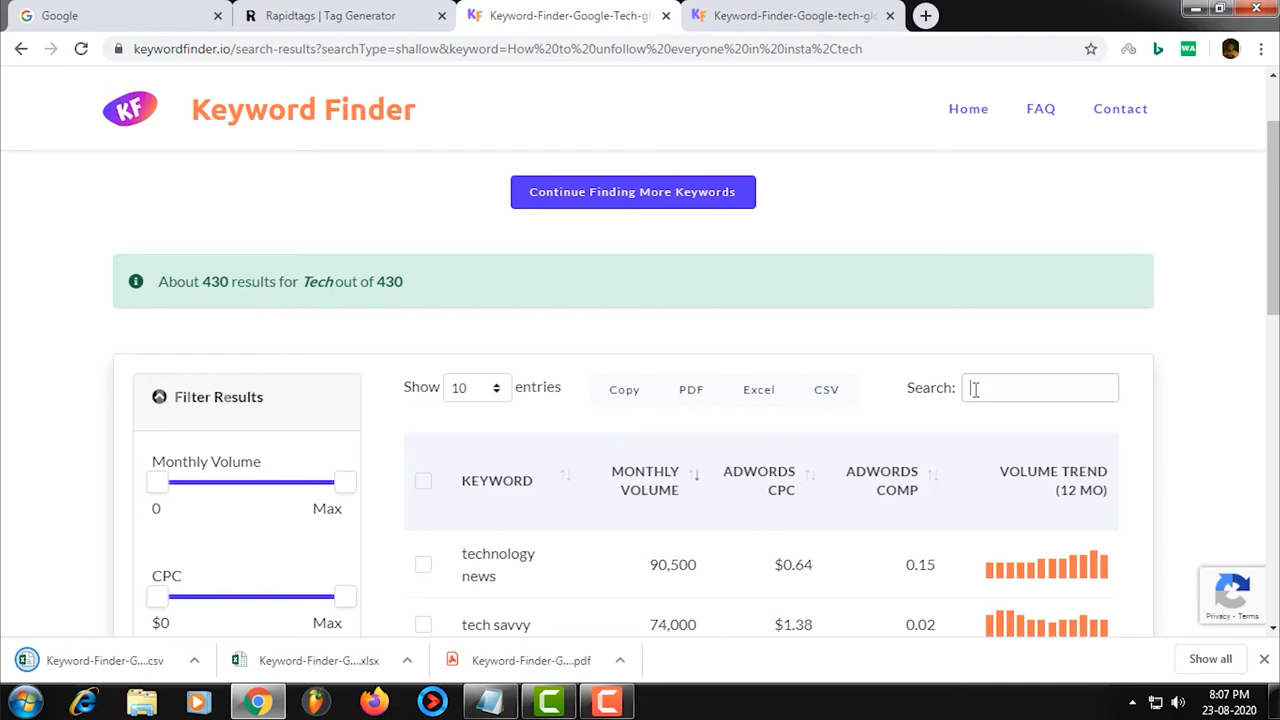 Google
Rapidtags | Tag Generator
Keyword-Finder-Google-Tech-gl
Keyword-Finder-Google-tech-glo
keywordfinder.io/search-results?searchType=shallow&keyword=How%20to%20unfollow%20everyone%20in%20insta%2Ctech
WA
KF
Keyword Finder
Home
FAQ
Contact
Continue Finding More Keywords
About 430 results for Tech out of 430
Filter Results
Show 10 entries
Copy
PDF
Excel
CSV
Search:
Monthly Volume
0 Max
CPC
$0 Max
KEYWORD
MONTHLY VOLUME
ADWORDS CPC
ADWORDS COMP
VOLUME TREND (12 MO)
technology news
90,500
$0.64
0.15
tech savvy
74,000
$1.38
0.02
Privacy - Terms
Keyword-Finder-G....csv
Keyword-Finder-G....xlsx
Keyword-Finder-G....pdf
Show all
8:07 PM
23-08-2020